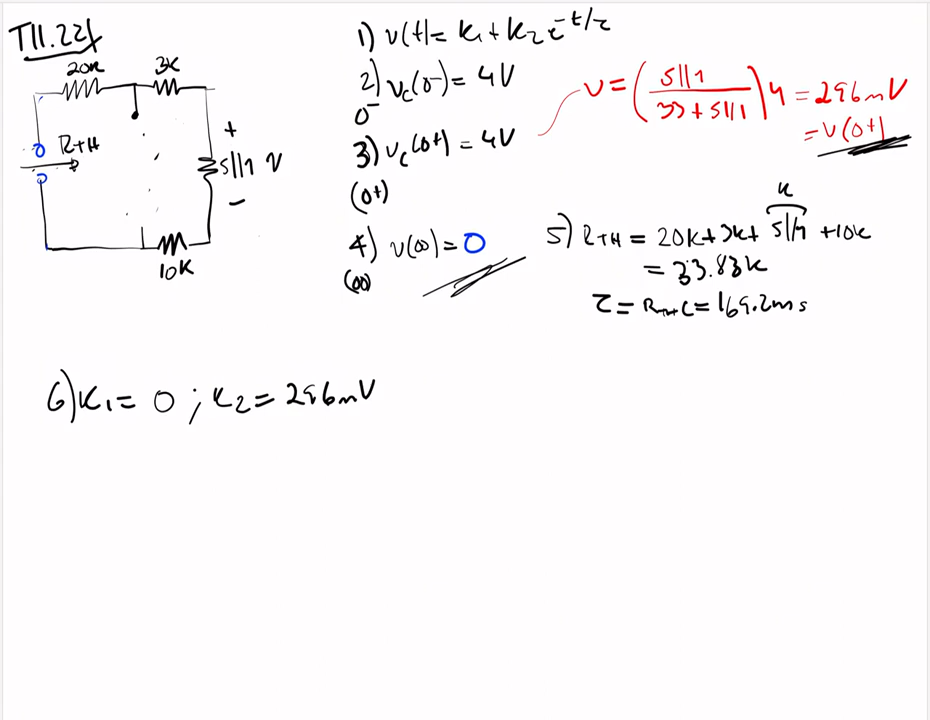 T11.22)
20K 3K
RTH
+
5||1 V
-
10K
1) v(t) = K1 + K2 e^-t/τ
2) vc(0-) = 4V
0-
3) vc(0+) = 4V
(0+)
4) v(∞) = 0
(∞)
v = (5||1 / 33 + 5||1) 4 = 296mV
= v(0+)
K
5) RTH = 20K + 3K + 5||1 + 10K
= 33.83K
τ = RTH C = 169.2ms
6) K1 = 0 ; K2 = 296mV